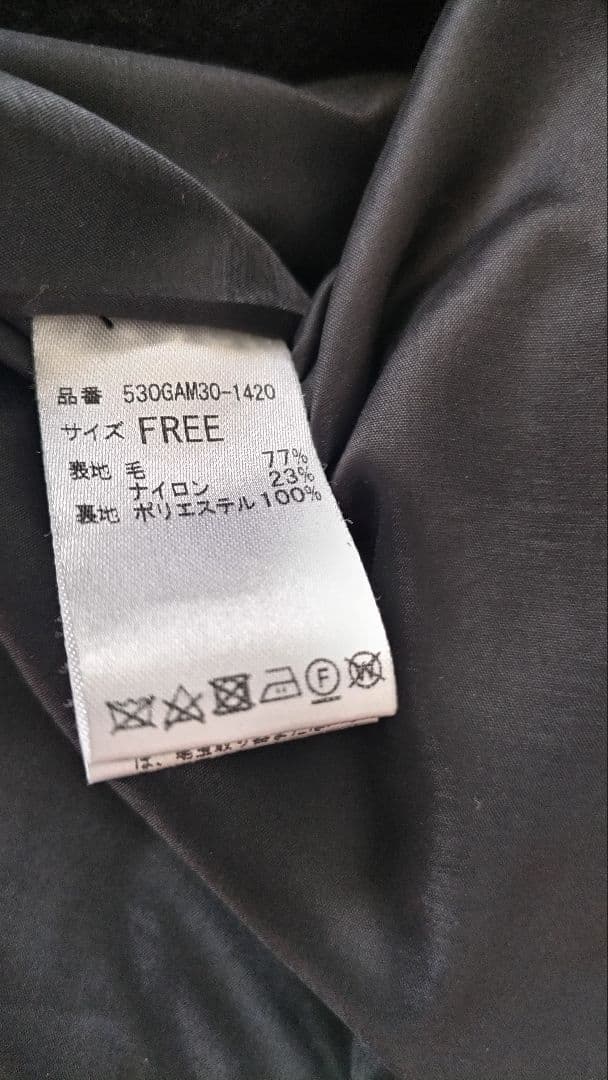 品番 530GAM30-1420
サイズ FREE
表地 毛 77%
ナイロン 23%
裏地 ポリエステル 100%
F W